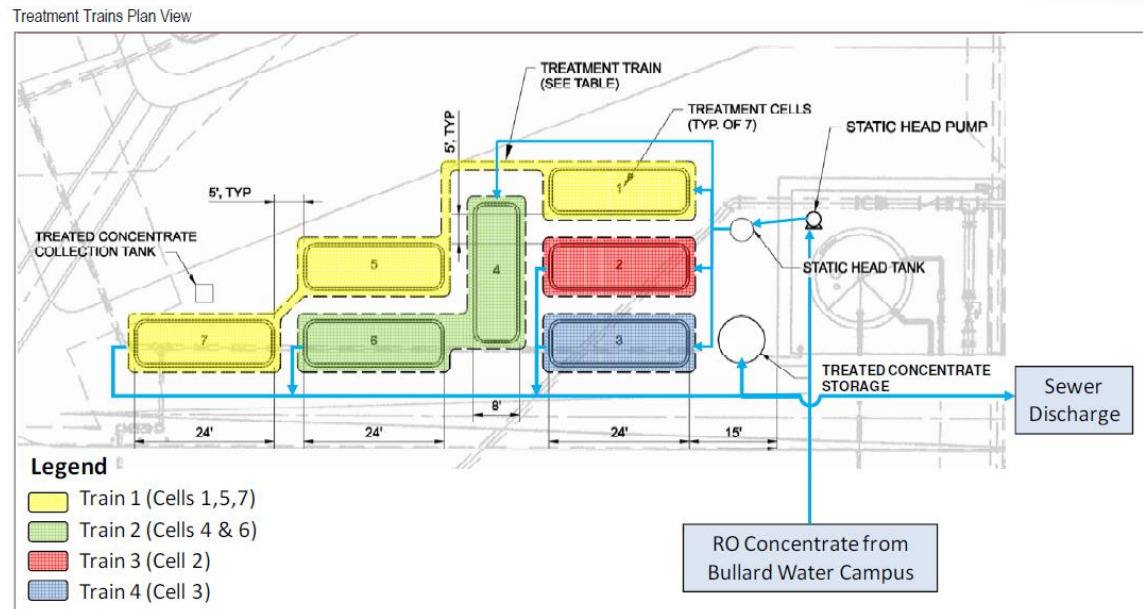 Treatment Trains Plan View
TREATMENT TRAIN
(SEE TABLE)
TREATMENT CELLS
(TYP. OF 7)
STATIC HEAD PUMP
5', TYP
5', TYP
1
TREATED CONCENTRATE
COLLECTION TANK
5
4
2
STATIC HEAD TANK
7
6
3
TREATED CONCENTRATE
STORAGE
Sewer
Discharge
8'
24'
24'
24'
15'
Legend
Train 1 (Cells 1,5,7)
Train 2 (Cells 4 & 6)
Train 3 (Cell 2)
Train 4 (Cell 3)
RO Concentrate from
Bullard Water Campus